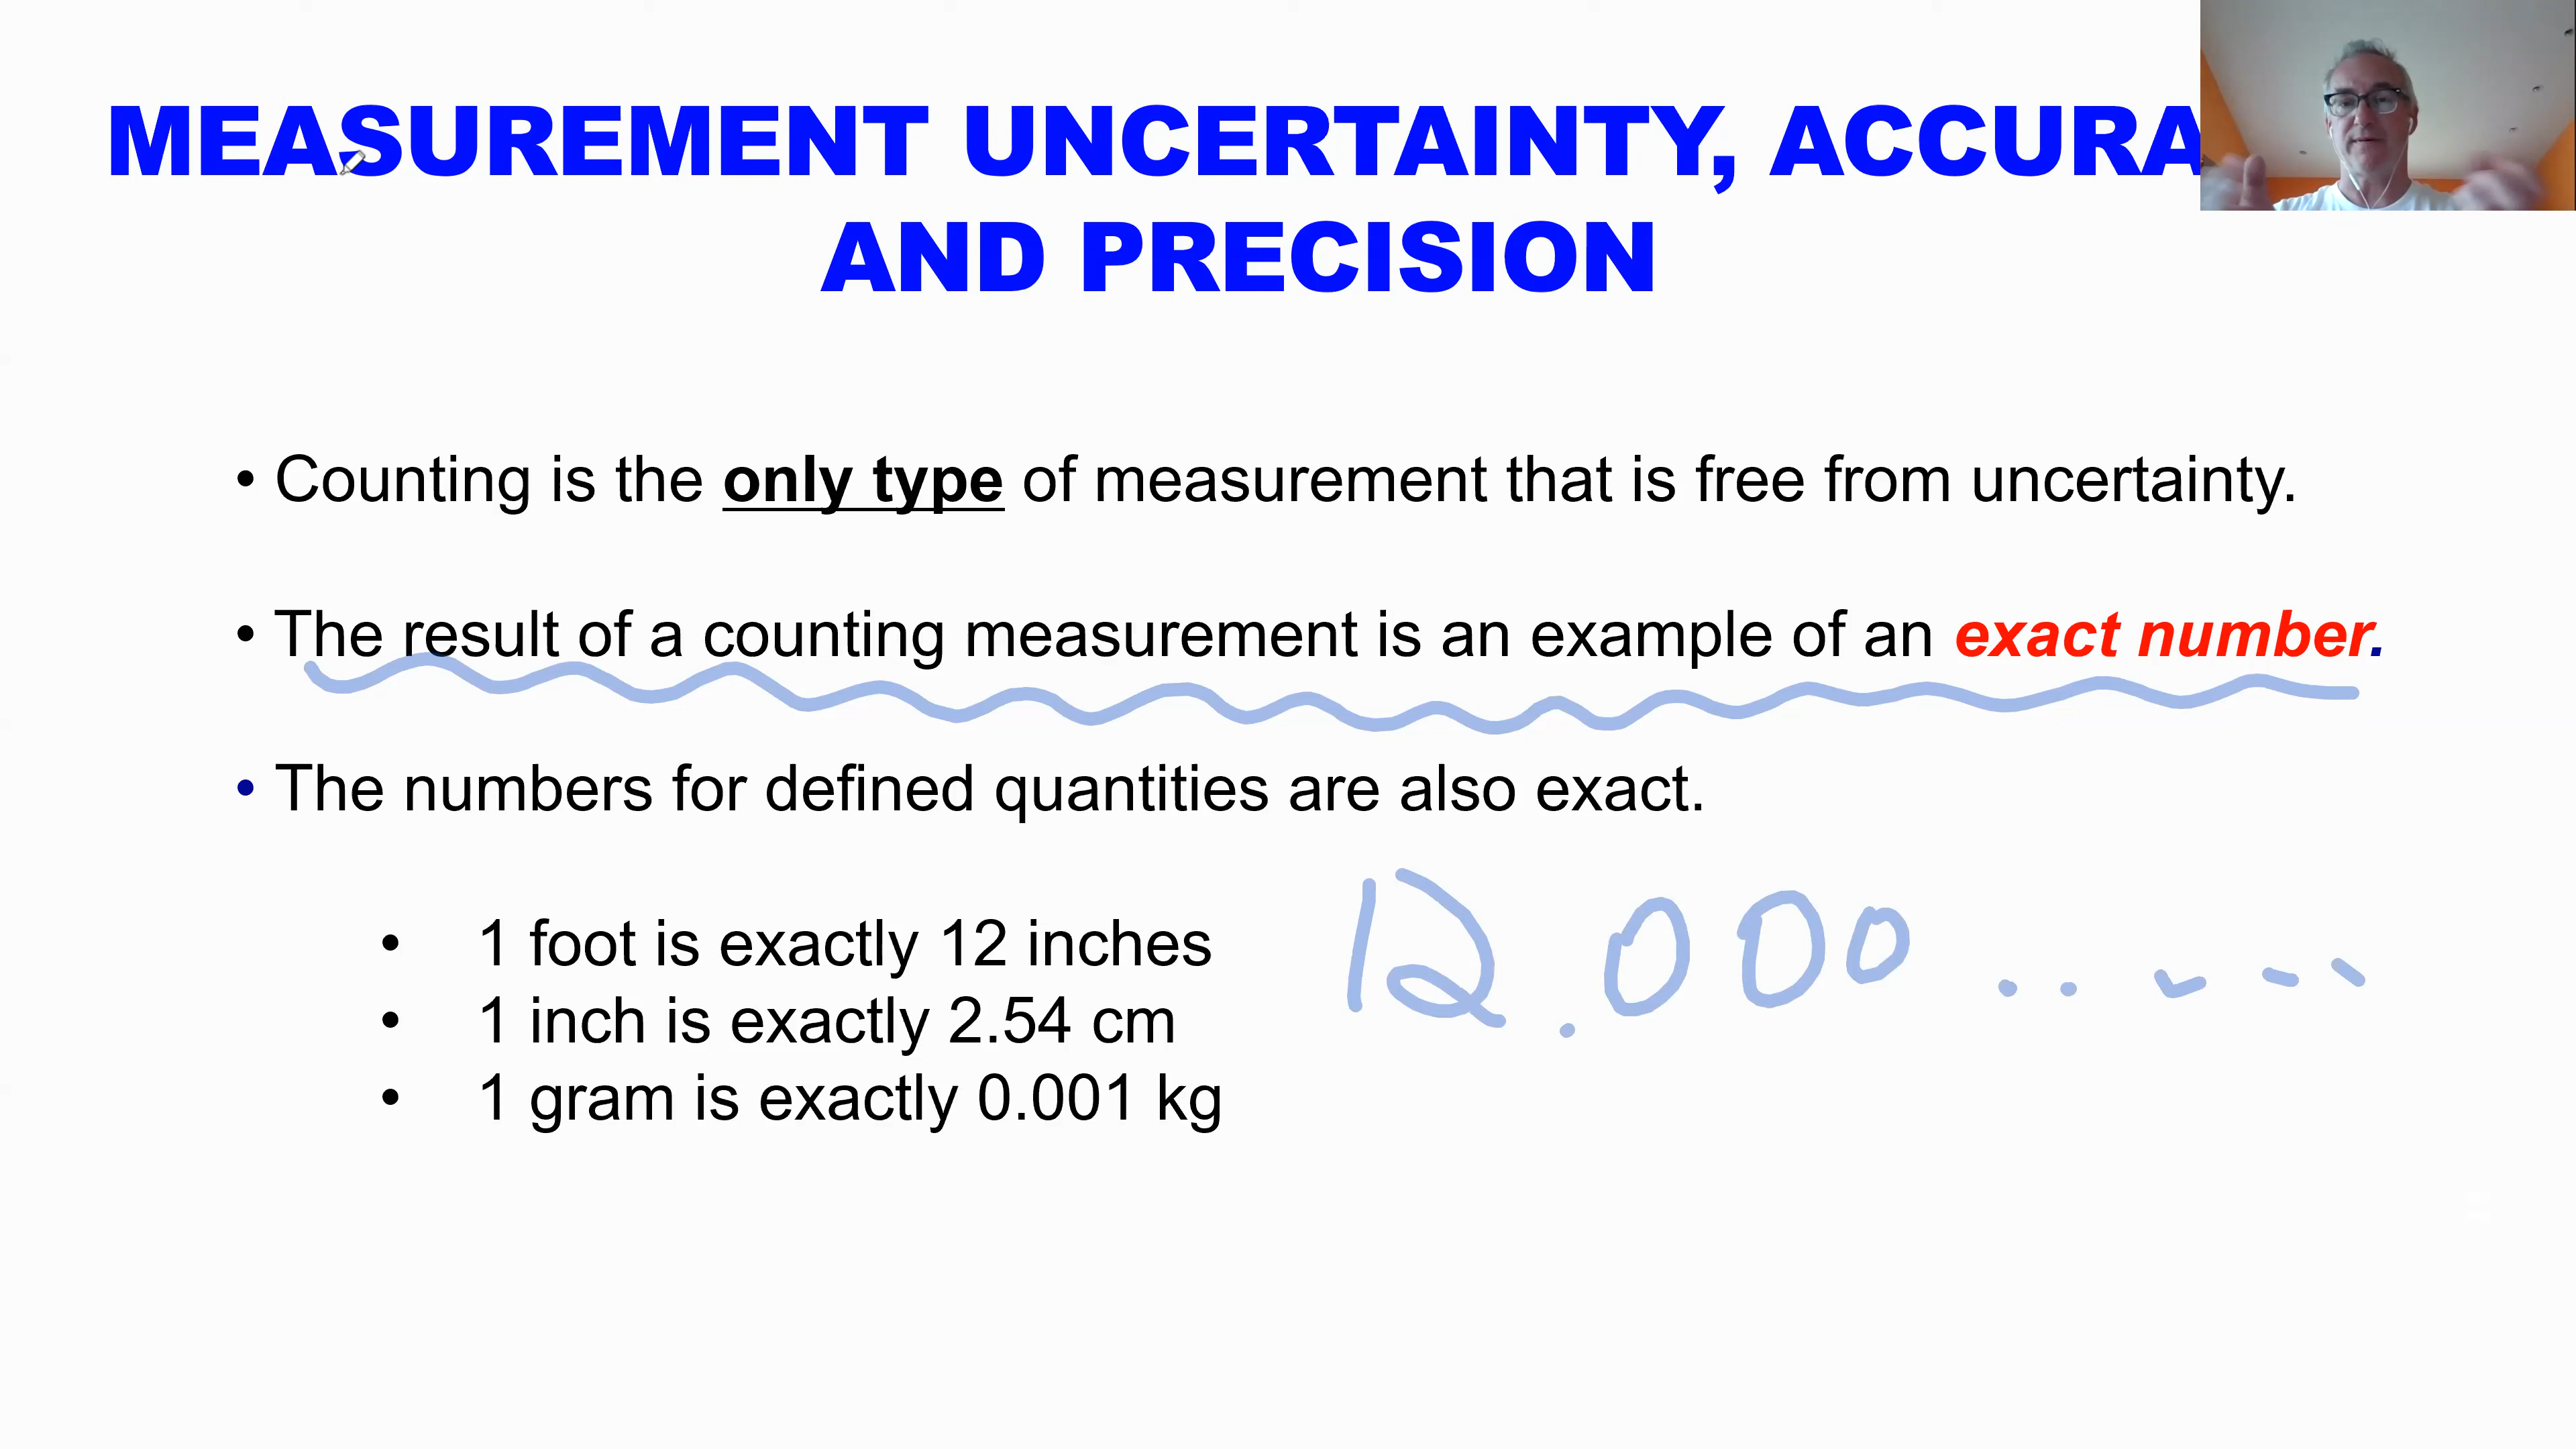 MEASUREMENT UNCERTAINTY, ACCURA
AND PRECISION
• Counting is the only type of measurement that is free from uncertainty.
• The result of a counting measurement is an example of an exact number.
• The numbers for defined quantities are also exact.
• 1 foot is exactly 12 inches
12.000.....
• 1 inch is exactly 2.54 cm
• 1 gram is exactly 0.001 kg